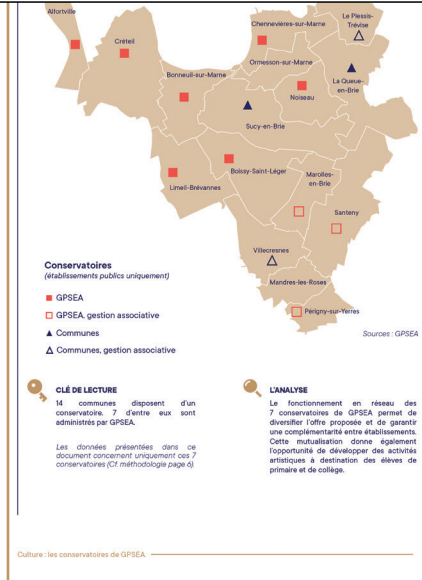 Alfortville
Créteil
Chennevières-sur-Marne
Le Plessis-
Trévise
Ormesson-sur-Marne
Bonneuil-sur-Marne
La Queue-
en-Brie
Noiseau
Sucy-en-Brie
Boissy-Saint-Léger
Marolles-
en-Brie
Limeil-Brévannes
Santeny
Villecresnes
Mandres-les-Roses
Périgny-sur-Yerres
Conservatoires
(établissements publics uniquement)
GPSEA
GPSEA, gestion associative
Communes
Communes, gestion associative
Sources : GPSEA
CLÉ DE LECTURE
14 communes disposent d'un
conservatoire. 7 d'entre eux sont
administrés par GPSEA.
Les données présentées dans ce
document concernent uniquement ces 7
conservatoires (Cf. méthodologie page 6).
L'ANALYSE
Le fonctionnement en réseau des
7 conservatoires de GPSEA permet de
diversifier l'offre proposée et de garantir
une complémentarité entre établissements.
Cette mutualisation donne également
l'opportunité de développer des activités
artistiques à destination des élèves de
primaire et de collège.
Culture : les conservatoires de GPSEA